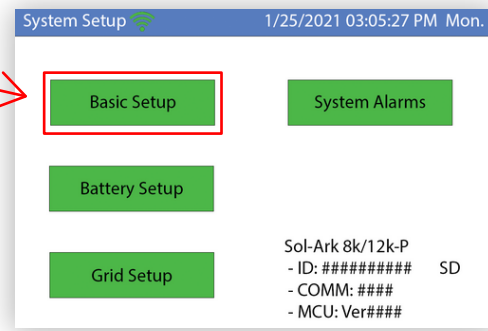 System Setup 1/25/2021 03:05:27 PM Mon.
Basic Setup
System Alarms
Battery Setup
Grid Setup
Sol-Ark 8k/12k-P
- ID: ########## SD
- COMM: ####
- MCU: Ver####